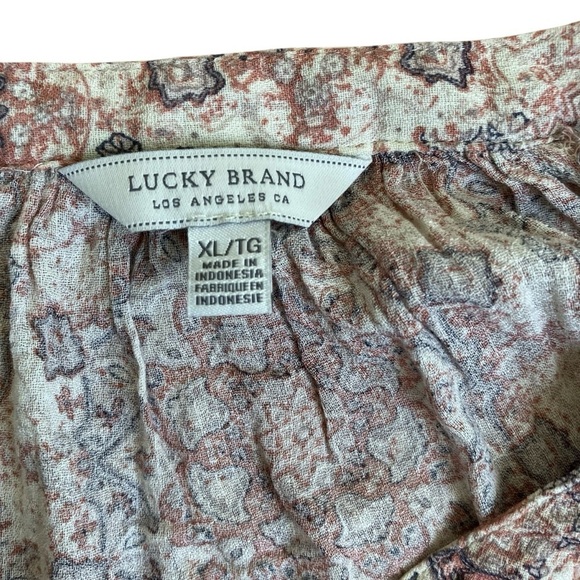 LUCKY BRAND
LOS ANGELES CA
XL/TG
MADE IN
INDONESIA
FABRIQUE EN
INDONESIE